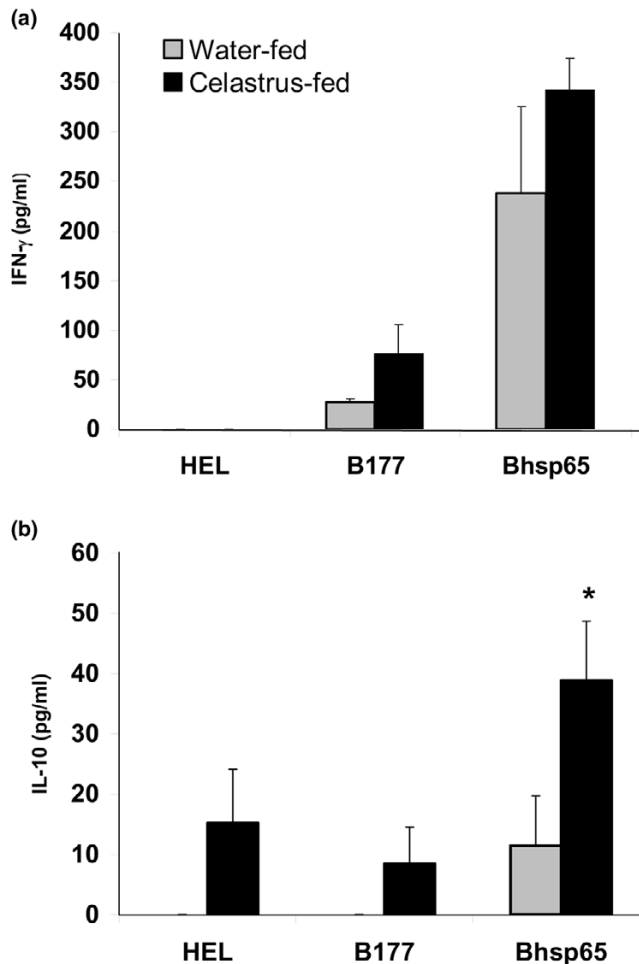 (a)
400
350
300
250
200
150
100
50
0
IFN-γ (pg/ml)
Water-fed
Celastrus-fed
HEL B177 Bhsp65
(b)
60
50
40
30
20
10
0
IL-10 (pg/ml)
*
HEL B177 Bhsp65